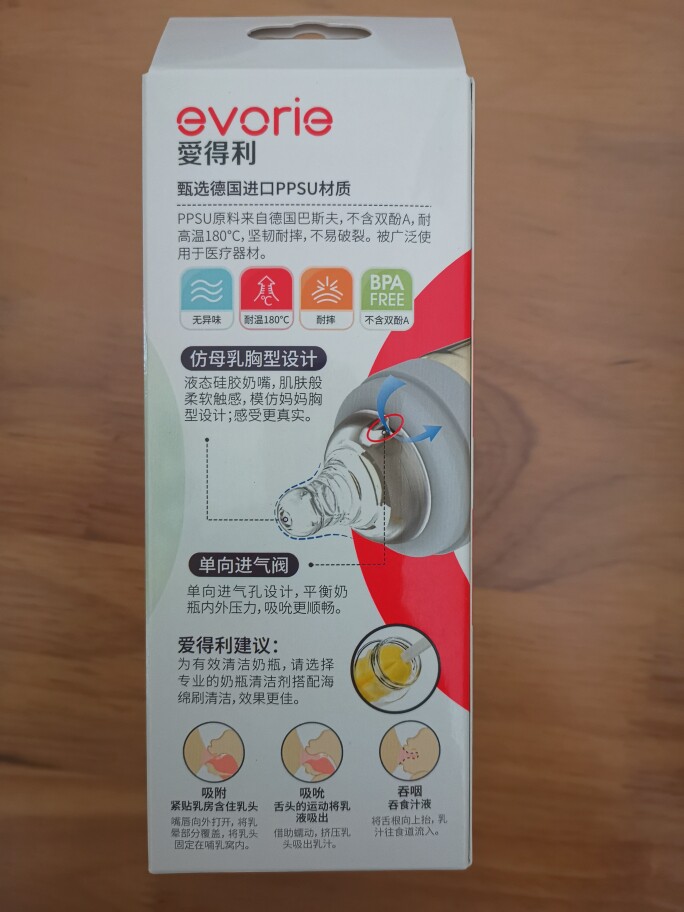 evorie
愛得利
甄选德国进口PPSU材质
PPSU原料来自德国巴斯夫,不含双酚A,耐
高温180℃,坚韧耐摔,不易破裂。被广泛使
用于医疗器材。
无异味
℃
耐温180℃
耐摔
BPA
FREE
不含双酚A
仿母乳胸型设计
液态硅胶奶嘴,肌肤般
柔软触感,模仿妈妈胸
型设计;感受更真实。
单向进气阀
单向进气孔设计,平衡奶
瓶内外压力,吸吮更顺畅。
爱得利建议:
为有效清洁奶瓶,请选择
专业的奶瓶清洁剂搭配海
绵刷清洁,效果更佳。
吸附
紧贴乳房含住乳头
嘴唇向外打开,将乳
晕部分覆盖,将乳头
固定在哺乳窝内。
吸吮
舌头的运动将乳
液吸出
借助蠕动,挤压乳
头吸出乳汁。
吞咽
吞食汁液
将舌根向上抬,乳
汁往食道流入。